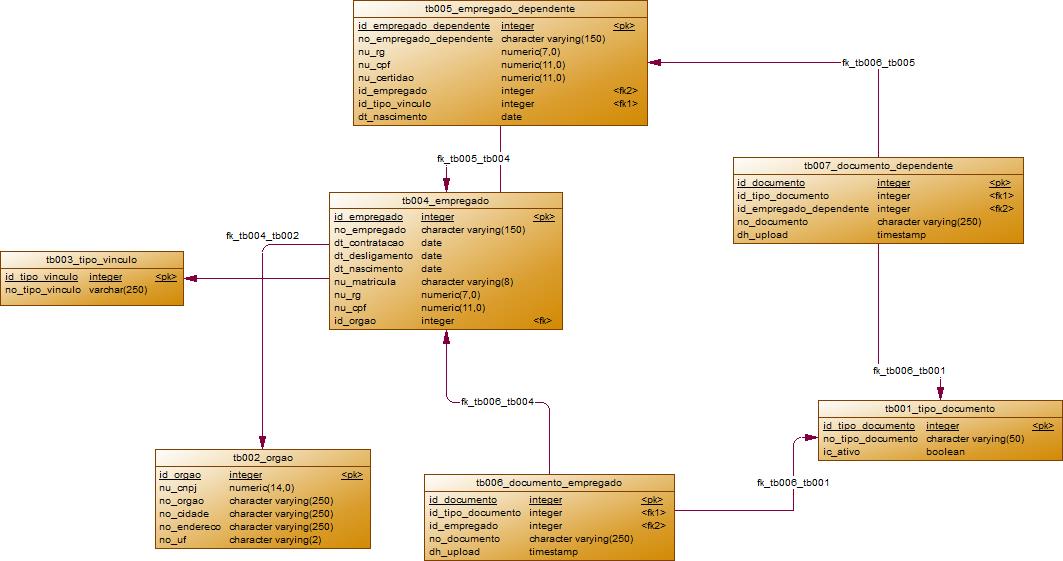 tb005_empregado_dependente
id_empregado_dependente integer <pk>
no_empregado_dependente character varying(150)
nu_rg numeric(7,0)
nu_cpf numeric(11,0)
nu_certidao numeric(11,0)
id_empregado integer <fk2>
id_tipo_vinculo integer <fk1>
dt_nascimento date
fk_tb006_tb005
fk_tb005_tb004
tb007_documento_dependente
id_documento integer <pk>
id_tipo_documento integer <fk1>
id_empregado_dependente integer <fk2>
no_documento character varying(250)
dh_upload timestamp
tb004_empregado
id_empregado integer <pk>
no_empregado character varying(150)
dt_contratacao date
dt_desligamento date
dt_nascimento date
nu_matricula character varying(8)
nu_rg numeric(7,0)
nu_cpf numeric(11,0)
id_orgao integer <fk>
fk_tb004_tb002
tb003_tipo_vinculo
id_tipo_vinculo integer <pk>
no_tipo_vinculo varchar(250)
fk_tb006_tb001
fk_tb006_tb004
tb001_tipo_documento
id_tipo_documento integer <pk>
no_tipo_documento character varying(50)
ic_ativo boolean
tb002_orgao
id_orgao integer <pk>
nu_cnpj numeric(14,0)
no_orgao character varying(250)
no_cidade character varying(250)
no_endereco character varying(250)
no_uf character varying(2)
tb006_documento_empregado
id_documento integer <pk>
id_tipo_documento integer <fk1>
id_empregado integer <fk2>
no_documento character varying(250)
dh_upload timestamp
fk_tb006_tb001